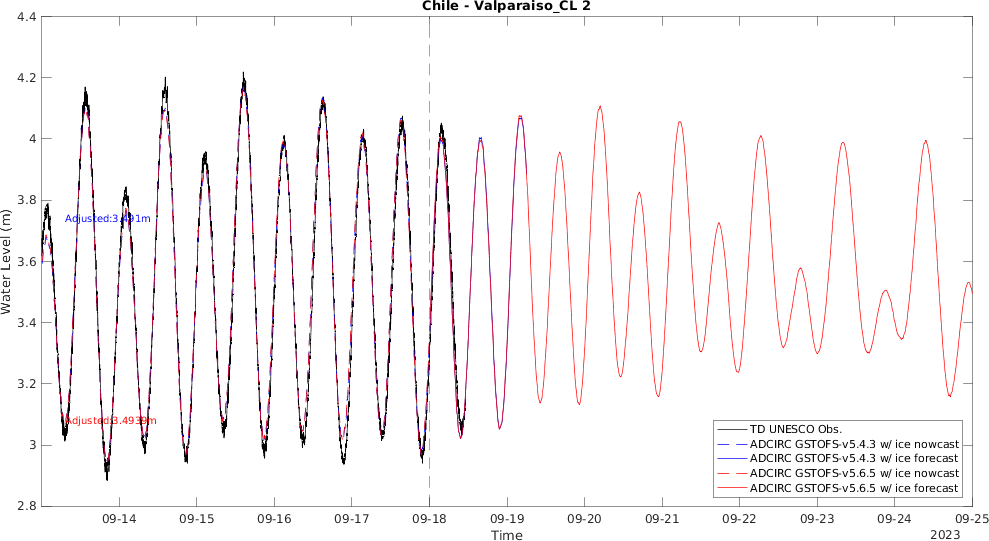 Chile - Valparaiso_CL 2
Water Level (m)
4.4
4.2
4
3.8
3.6
3.4
3.2
3
2.8
Adjusted:3.491m
Adjusted:3.4939m
TD UNESCO Obs.
ADCIRC GSTOFS-v5.4.3 w/ ice nowcast
ADCIRC GSTOFS-v5.4.3 w/ ice forecast
ADCIRC GSTOFS-v5.6.5 w/ ice nowcast
ADCIRC GSTOFS-v5.6.5 w/ ice forecast
09-14 09-15 09-16 09-17 09-18 09-19 09-20 09-21 09-22 09-23 09-24 09-25
Time
2023